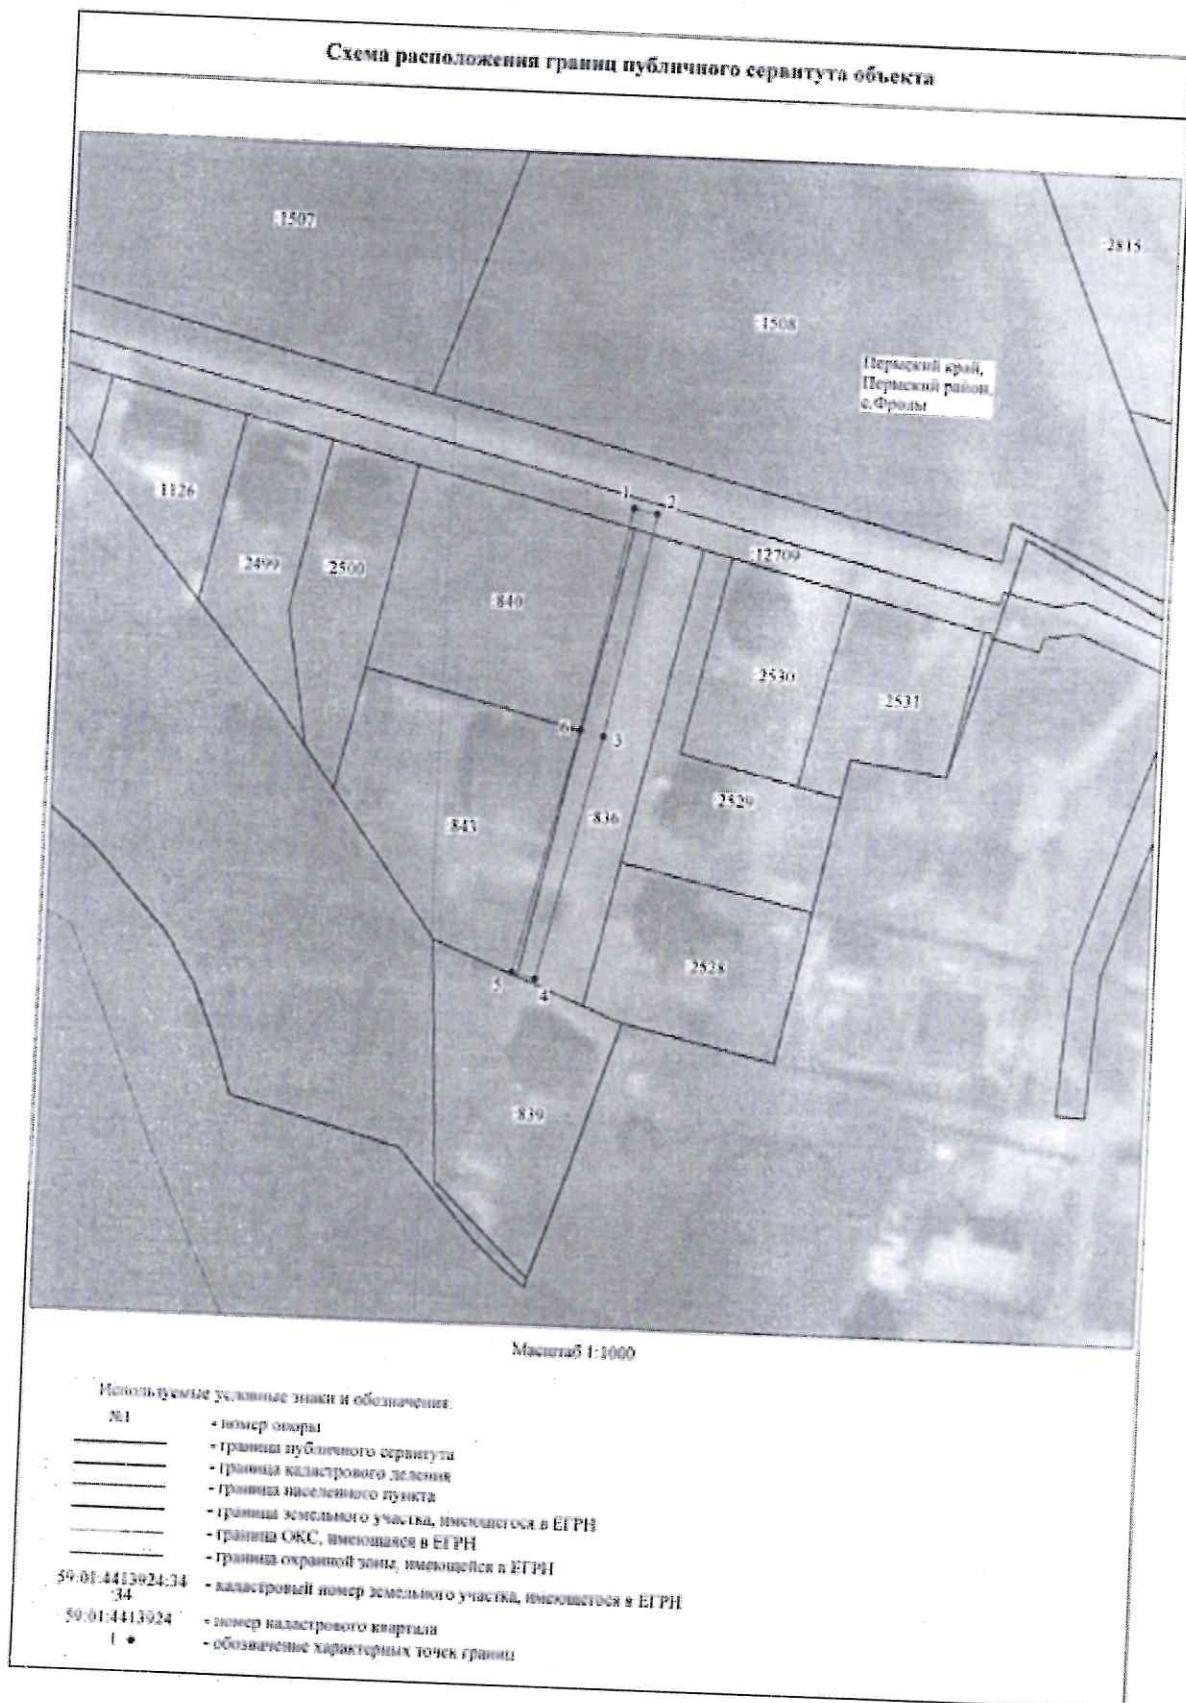 Схема расположения границ публичного сервитута объекта
:1507
:2815
:1508
Пермский край,
Пермский район,
с.Фролы
:1126
1
2
:2499
:2500
:12709
:840
:2530
:2531
6
3
:2529
:843
:836
:2528
5
4
:839
Масштаб 1:1000
Используемые условные знаки и обозначения:
№1 - номер опоры
- граница публичного сервитута
- граница кадастрового деления
- граница населенного пункта
- граница земельного участка, имеющегося в ЕГРН
- граница ОКС, имеющаяся в ЕГРН
- граница охранной зоны, имеющейся в ЕГРН
59:01:4413924:34 - кадастровый номер земельного участка, имеющегося в ЕГРН
:34
59:01:4413924 - номер кадастрового квартала
1 - обозначение характерных точек границ